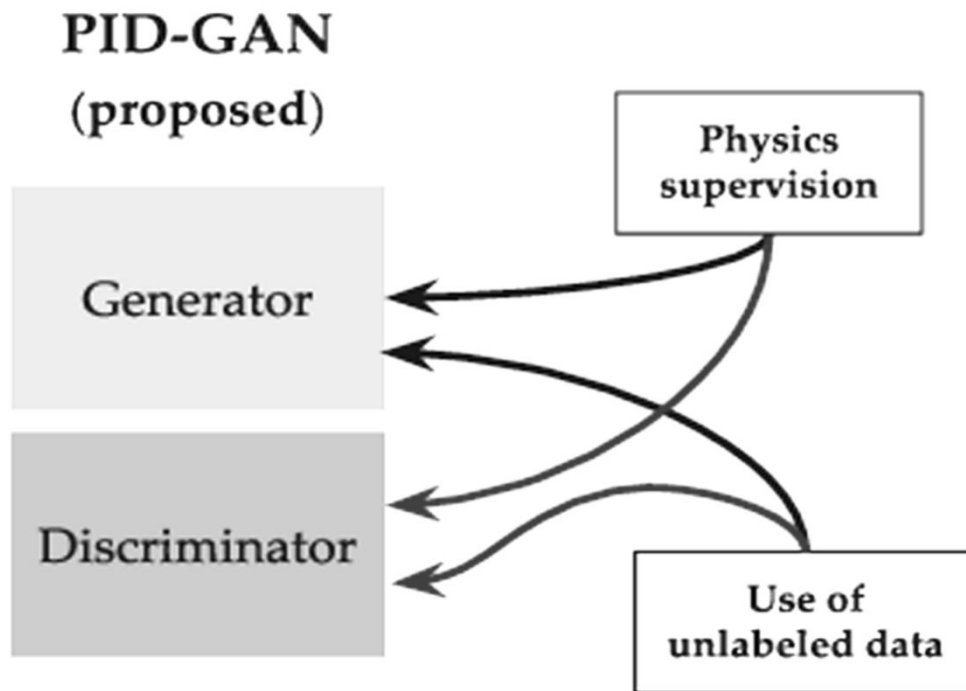 PID-GAN
(proposed)
Physics
supervision
Generator
Discriminator
Use of
unlabeled data